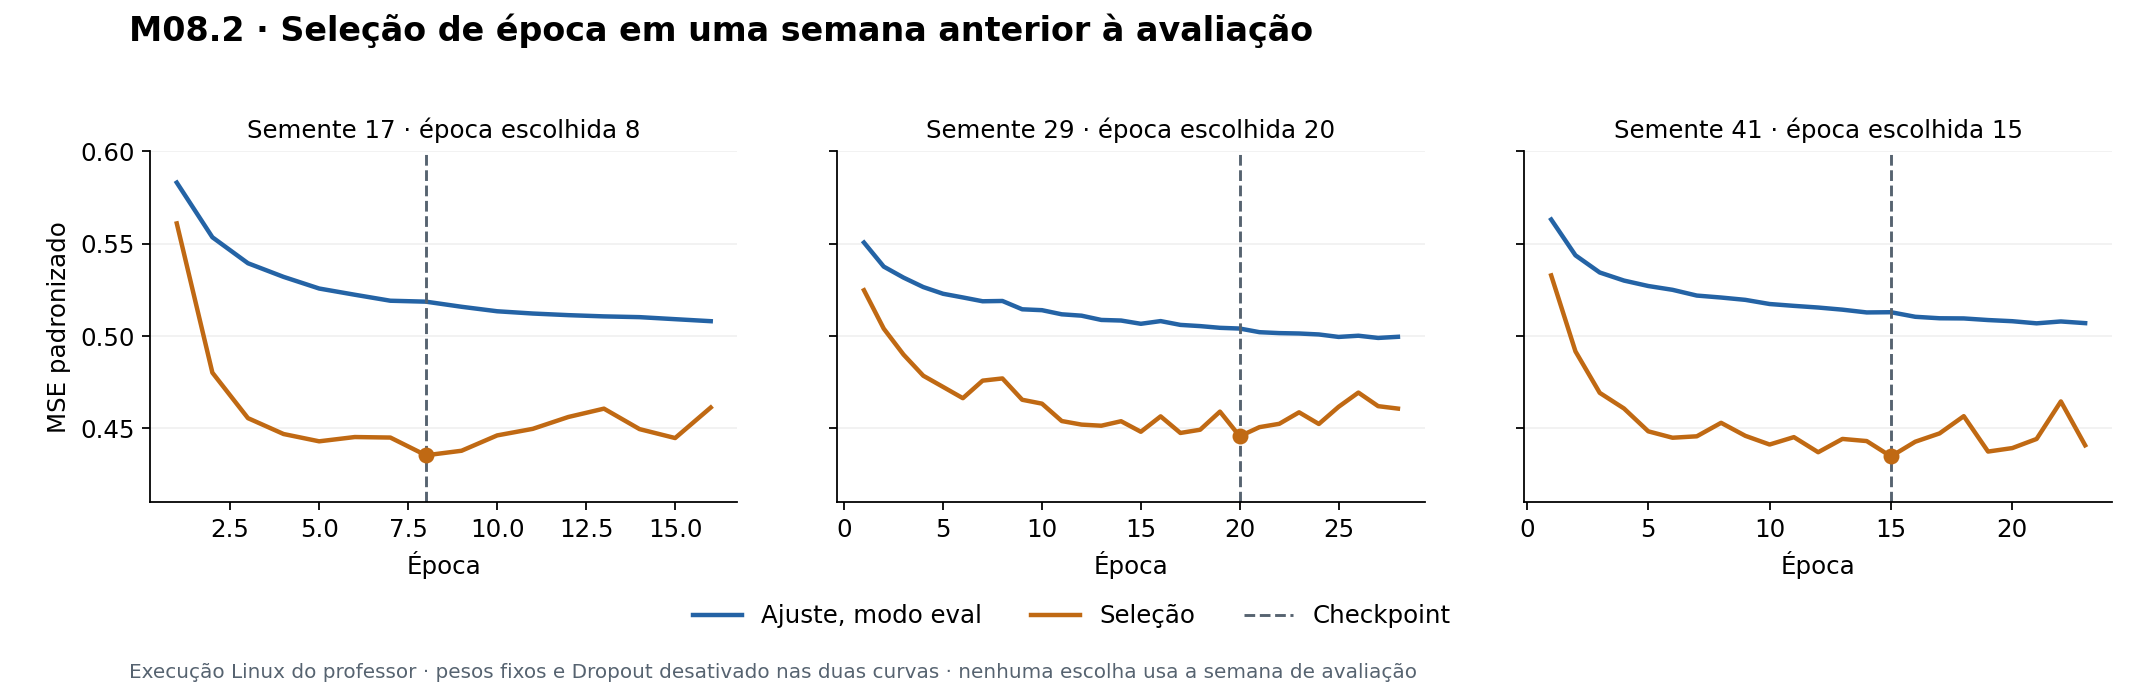 M08.2 · Seleção de época em uma semana anterior à avaliação
Semente 17 · época escolhida 8
Semente 29 · época escolhida 20
Semente 41 · época escolhida 15
MSE padronizado
0.60
0.55
0.50
0.45
2.5 5.0 7.5 10.0 12.5 15.0
0 5 10 15 20 25
0 5 10 15 20
Época
Época
Época
Ajuste, modo eval
Seleção
Checkpoint
Execução Linux do professor · pesos fixos e Dropout desativado nas duas curvas · nenhuma escolha usa a semana de avaliação